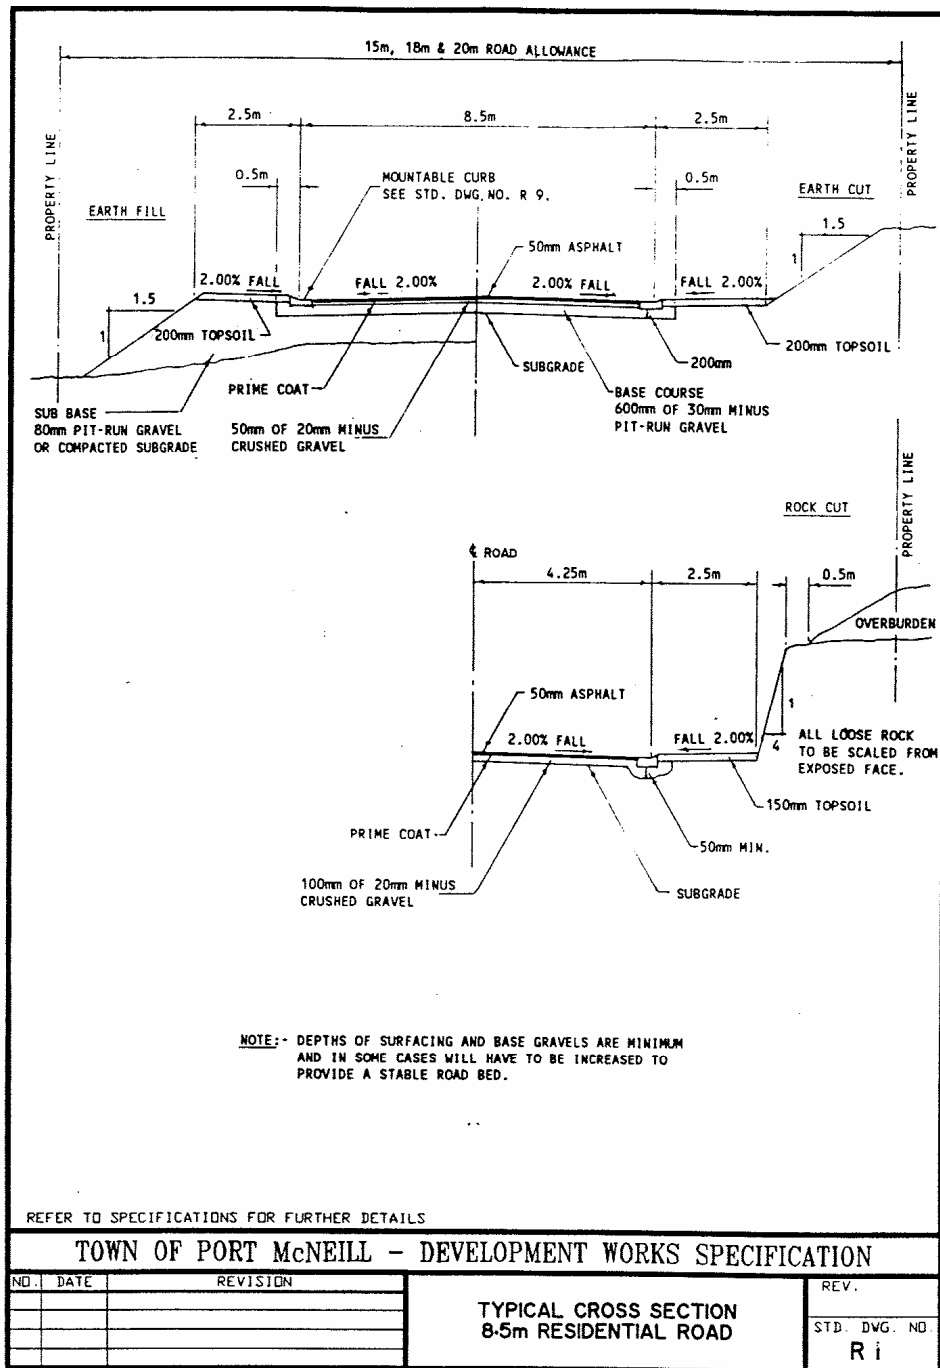 15m, 18m & 20m ROAD ALLOWANCE
PROPERTY LINE
PROPERTY LINE
2.5m
8.5m
2.5m
0.5m
MOUNTABLE CURB
SEE STD. DWG. NO. R 9.
0.5m
EARTH FILL
EARTH CUT
1.5
1
50mm ASPHALT
2.00% FALL
FALL 2.00%
2.00% FALL
FALL 2.00%
1.5
1
200mm TOPSOIL
200mm TOPSOIL
PRIME COAT
SUBGRADE
200mm
SUB BASE
80mm PIT-RUN GRAVEL
OR COMPACTED SUBGRADE
50mm OF 20mm MINUS
CRUSHED GRAVEL
BASE COURSE
600mm OF 30mm MINUS
PIT-RUN GRAVEL
ROCK CUT
PROPERTY LINE
℄ ROAD
4.25m
2.5m
0.5m
OVERBURDEN
50mm ASPHALT
1
4
2.00% FALL
FALL 2.00%
ALL LOOSE ROCK
TO BE SCALED FROM
EXPOSED FACE.
150mm TOPSOIL
PRIME COAT
50mm MIN.
100mm OF 20mm MINUS
CRUSHED GRAVEL
SUBGRADE
NOTE:- DEPTHS OF SURFACING AND BASE GRAVELS ARE MINIMUM
AND IN SOME CASES WILL HAVE TO BE INCREASED TO
PROVIDE A STABLE ROAD BED.
REFER TO SPECIFICATIONS FOR FURTHER DETAILS
TOWN OF PORT McNEILL - DEVELOPMENT WORKS SPECIFICATION
NO. DATE REVISION
TYPICAL CROSS SECTION
8·5m RESIDENTIAL ROAD
REV.
STD. DWG. NO.
R i